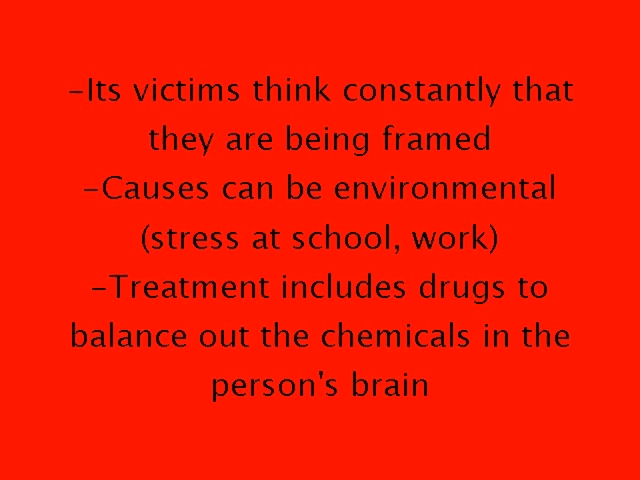 -Its victims think constantly that
they are being framed
-Causes can be environmental
(stress at school, work)
-Treatment includes drugs to
balance out the chemicals in the
person's brain